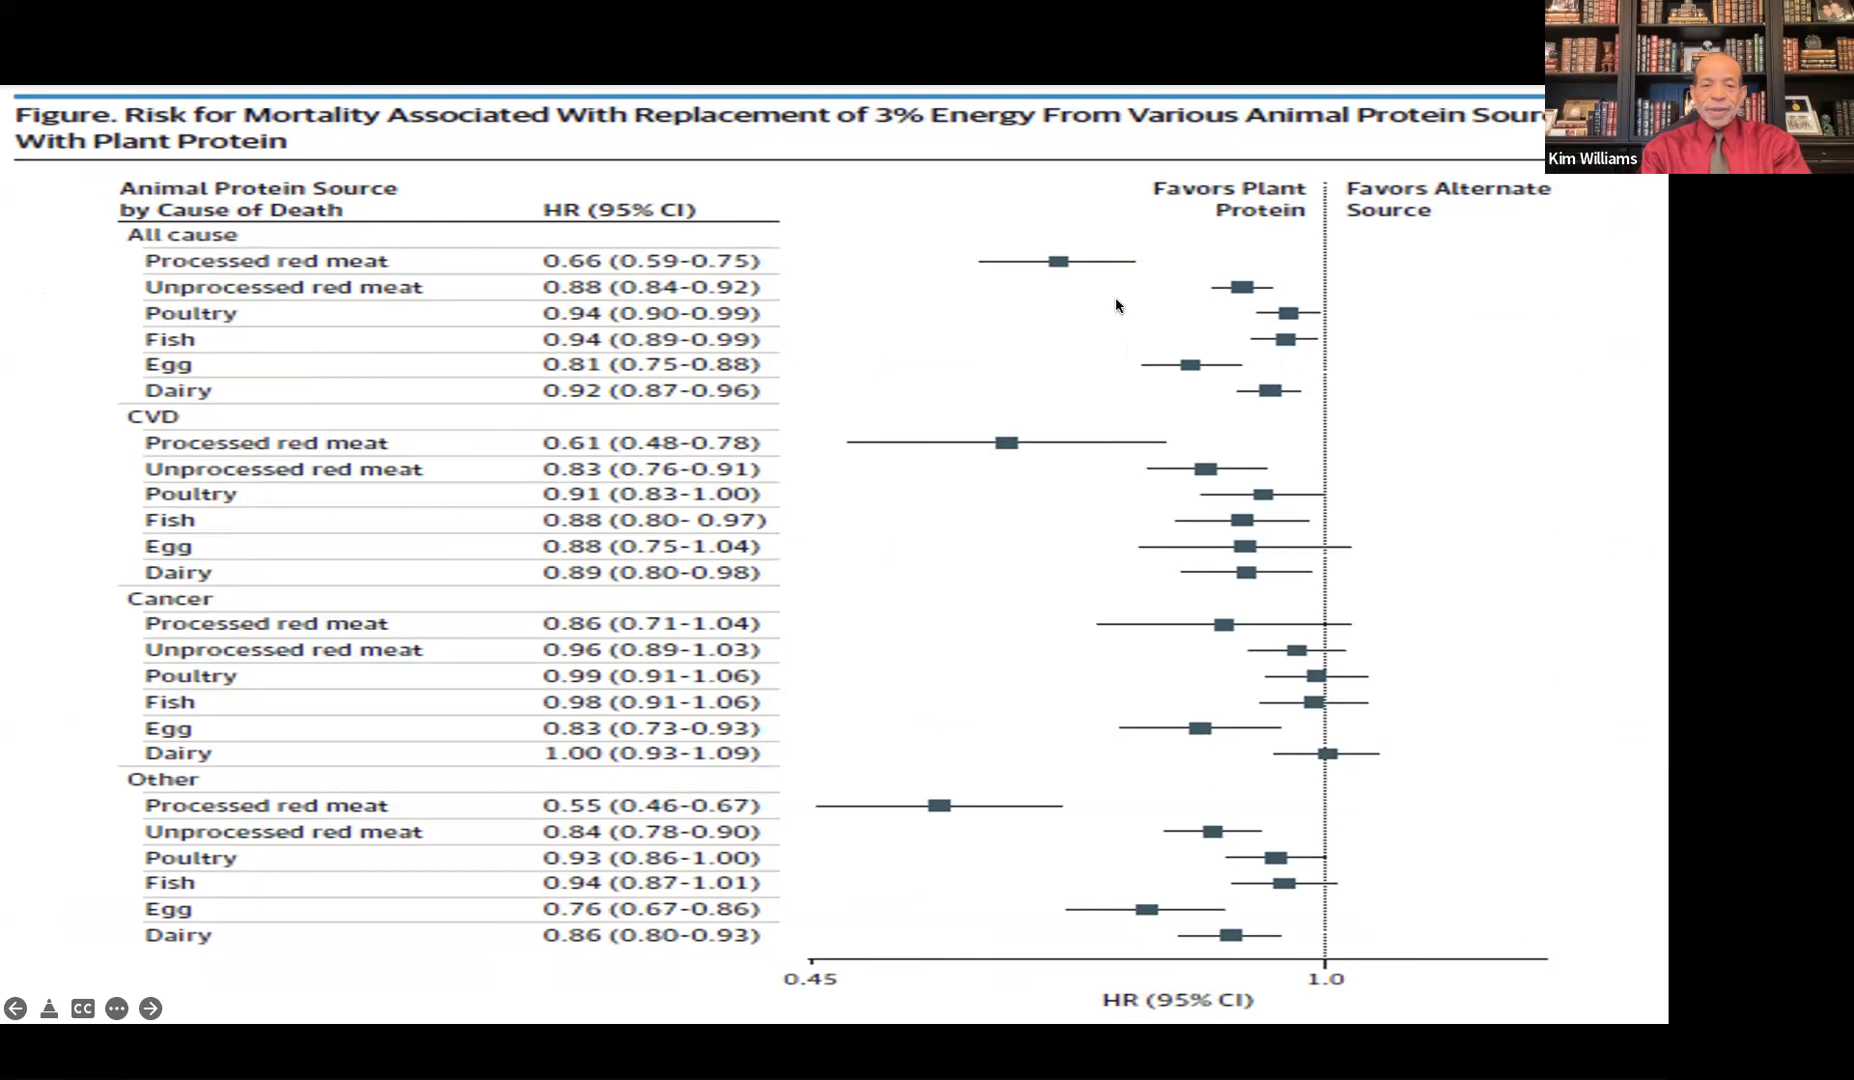 Figure. Risk for Mortality Associated With Replacement of 3% Energy From Various Animal Protein
With Plant Protein
Kim Williams
Animal Protein Source
by Cause of Death
HR (95% CI)
Favors Plant
Protein
Favors Alternate
Source
All cause
Processed red meat 0.66 (0.59-0.75)
Unprocessed red meat 0.88 (0.84-0.92)
Poultry 0.94 (0.90-0.99)
Fish 0.94 (0.89-0.99)
Egg 0.81 (0.75-0.88)
Dairy 0.92 (0.87-0.96)
CVD
Processed red meat 0.61 (0.48-0.78)
Unprocessed red meat 0.83 (0.76-0.91)
Poultry 0.91 (0.83-1.00)
Fish 0.88 (0.80- 0.97)
Egg 0.88 (0.75-1.04)
Dairy 0.89 (0.80-0.98)
Cancer
Processed red meat 0.86 (0.71-1.04)
Unprocessed red meat 0.96 (0.89-1.03)
Poultry 0.99 (0.91-1.06)
Fish 0.98 (0.91-1.06)
Egg 0.83 (0.73-0.93)
Dairy 1.00 (0.93-1.09)
Other
Processed red meat 0.55 (0.46-0.67)
Unprocessed red meat 0.84 (0.78-0.90)
Poultry 0.93 (0.86-1.00)
Fish 0.94 (0.87-1.01)
Egg 0.76 (0.67-0.86)
Dairy 0.86 (0.80-0.93)
0.45 1.0
HR (95% CI)
CC